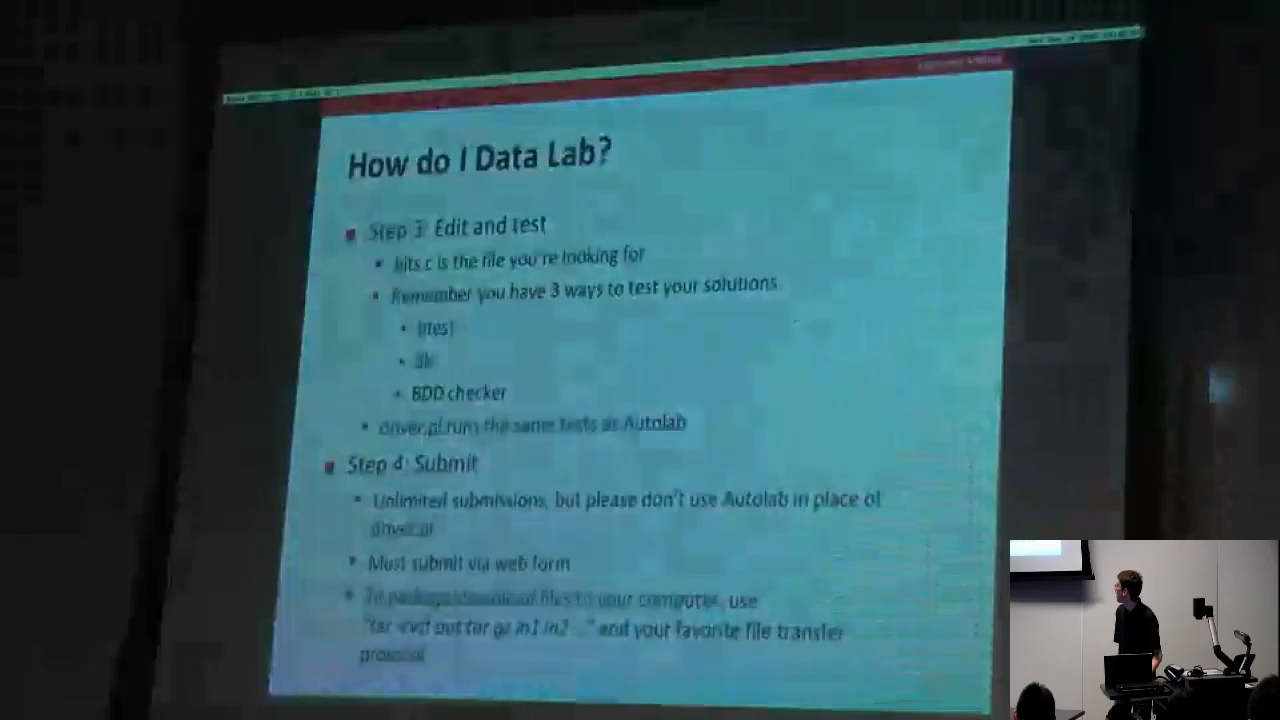 How do I Data Lab?
Step 3: Edit and test
bits.c is the file you're looking for
Remember you have 3 ways to test your solutions
btest
dlc
BDD checker
driver.pl runs the same tests as Autolab
Step 4: Submit
Unlimited submissions, but please don't use Autolab in place of
driver.pl
Must submit via web form
To package/download files to your computer, use
"tar -cvzf out.tar.gz in1 in2 ..." and your favorite file transfer
protocol